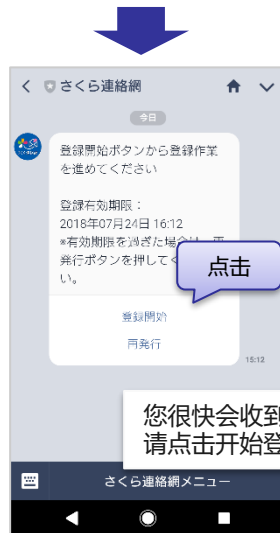 さくら連絡網
今日
登録開始ボタンから登録作業
を進めてください
登録有効期限：
2018年07月24日 16:12
※有効期限を過ぎた場合は、再
発行ボタンを押してく
い。
点击
登録開始
再発行
15:12
您很快会收到
请点击开始登
さくら連絡網メニュー